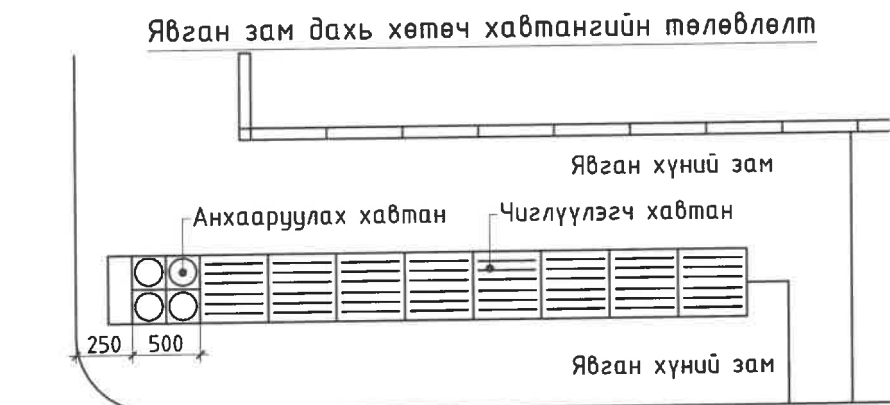 Явган зам дахь хөтөч хавтангийн төлөвлөлт
Явган хүний зам
Анхааруулах хавтан
Чиглүүлэгч хавтан
250
500
Явган хүний зам